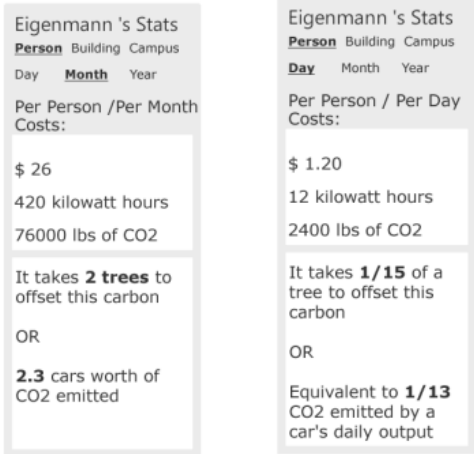 Eigenmann 's Stats
Person Building Campus
Day Month Year
Per Person /Per Month
Costs:
$ 26
420 kilowatt hours
76000 lbs of CO2
It takes 2 trees to
offset this carbon
OR
2.3 cars worth of
CO2 emitted
Eigenmann 's Stats
Person Building Campus
Day Month Year
Per Person / Per Day
Costs:
$ 1.20
12 kilowatt hours
2400 lbs of CO2
It takes 1/15 of a
tree to offset this
carbon
OR
Equivalent to 1/13
CO2 emitted by a
car's daily output